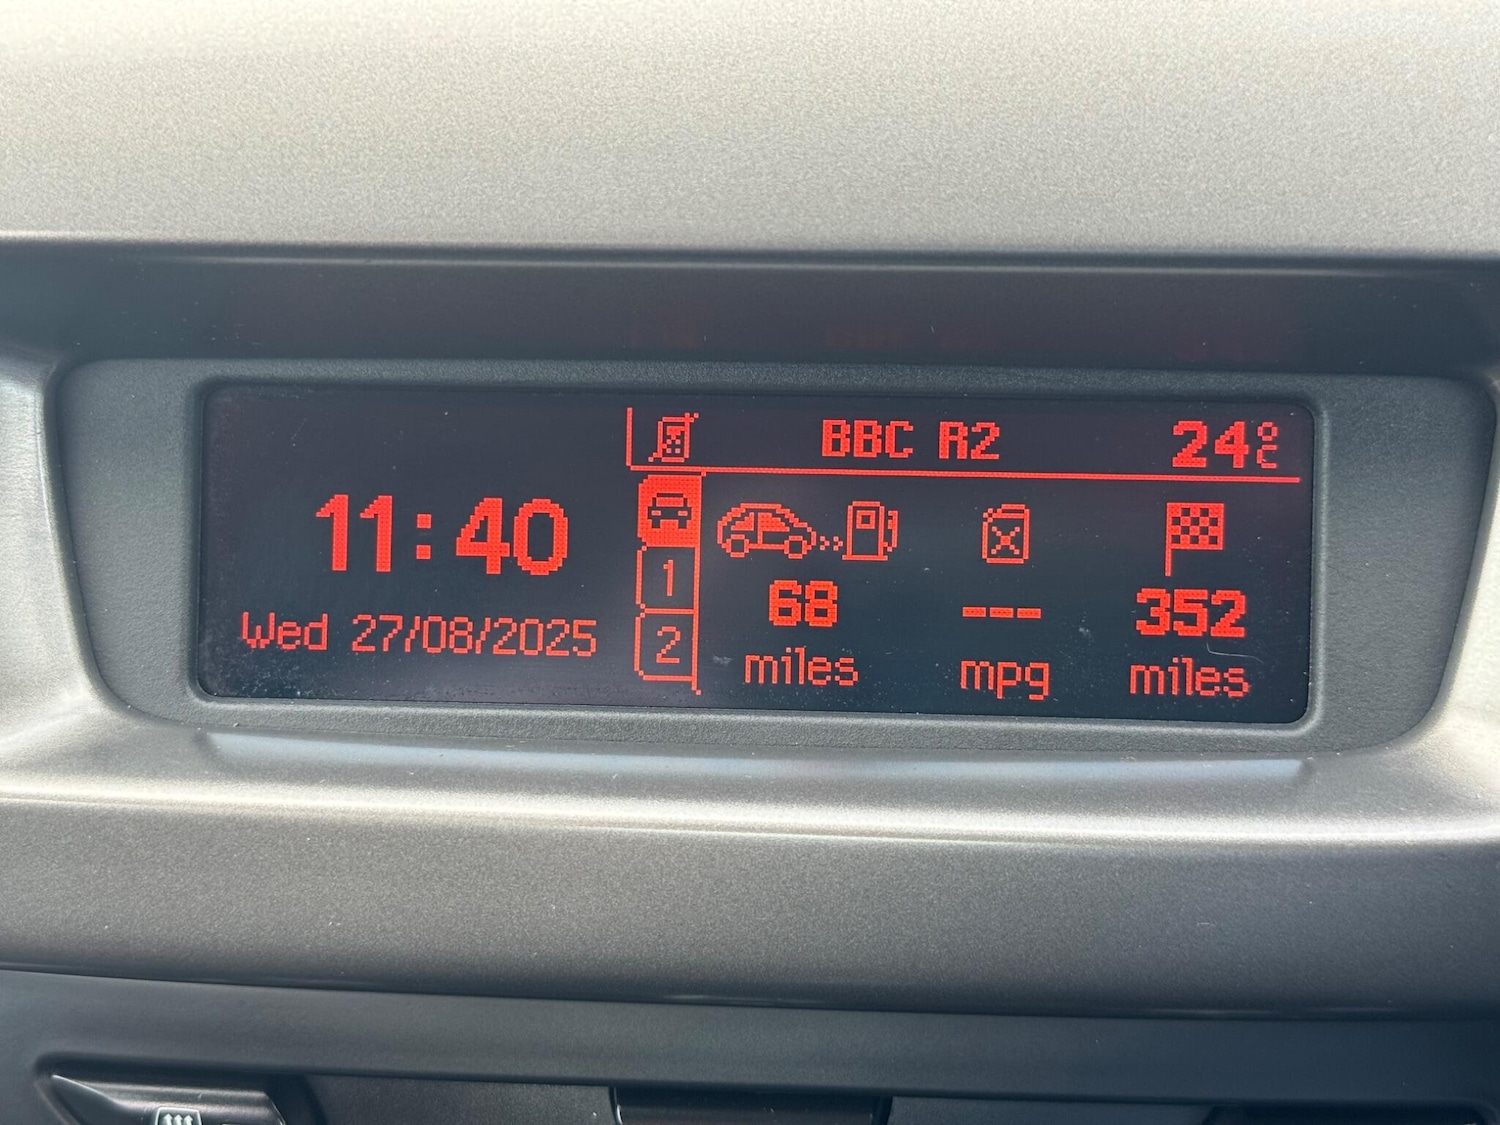 BBC R2 24°C
11:40
Wed 27/08/2025
1
2
68 --- 352
miles mpg miles